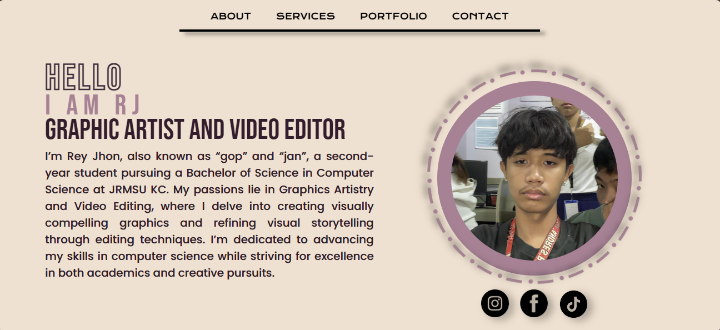 ABOUT SERVICES PORTFOLIO CONTACT
HELLO
I AM RJ
GRAPHIC ARTIST AND VIDEO EDITOR
I’m Rey Jhon, also known as “gop” and “jan”, a second-
year student pursuing a Bachelor of Science in Computer
Science at JRMSU KC. My passions lie in Graphics Artistry
and Video Editing, where I delve into creating visually
compelling graphics and refining visual storytelling
through editing techniques. I’m dedicated to advancing
my skills in computer science while striving for excellence
in both academics and creative pursuits.